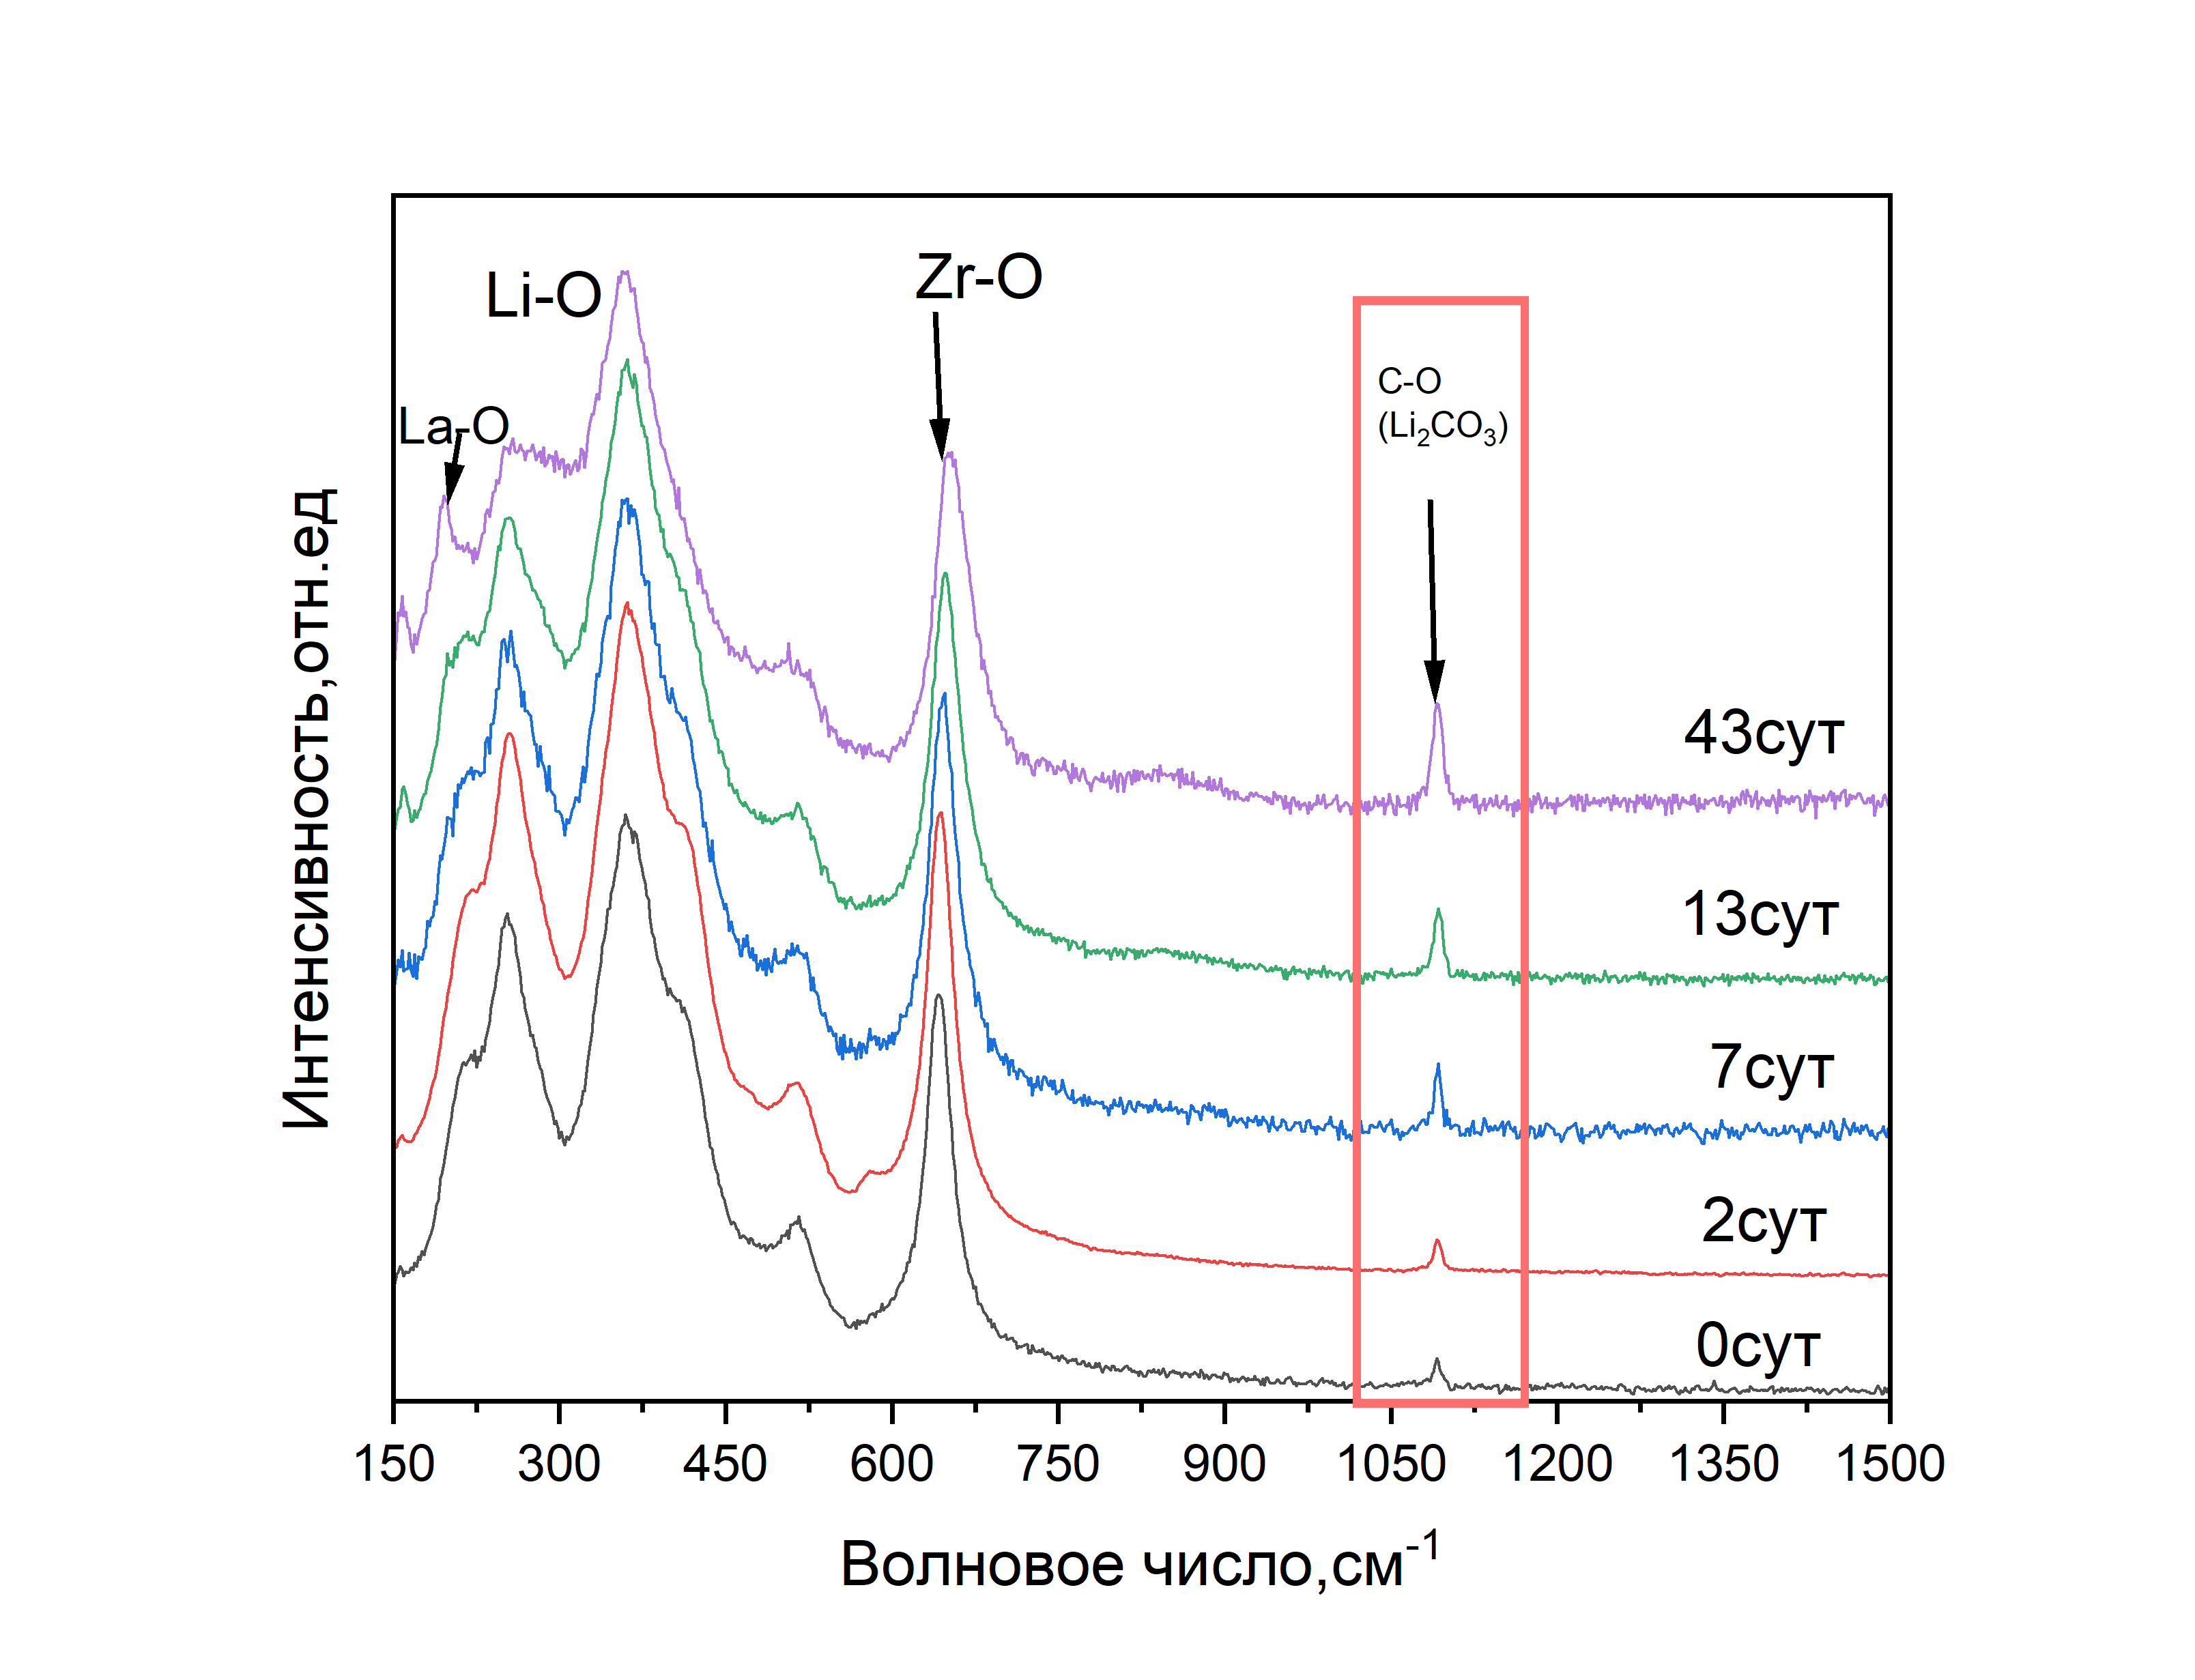 Интенсивность,отн.ед
La-O
Li-O
Zr-O
C-O
(Li₂CO₃)
43сут
13сут
7сут
2сут
0сут
150 300 450 600 750 900 1050 1200 1350 1500
Волновое число,см⁻¹